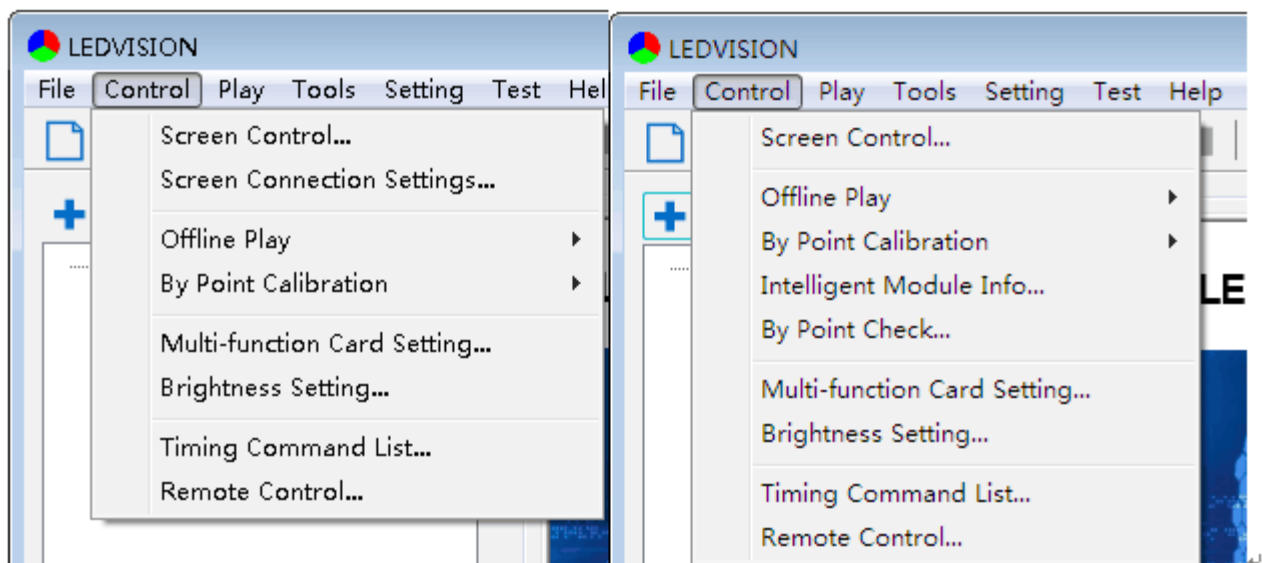 LEDVISION
File Control Play Tools Setting Test Hel
Screen Control...
Screen Connection Settings...
Offline Play
By Point Calibration
Multi-function Card Setting...
Brightness Setting...
Timing Command List...
Remote Control...
LEDVISION
File Control Play Tools Setting Test Help
Screen Control...
Offline Play
By Point Calibration
Intelligent Module Info...
By Point Check...
Multi-function Card Setting...
Brightness Setting...
Timing Command List...
Remote Control...
LE